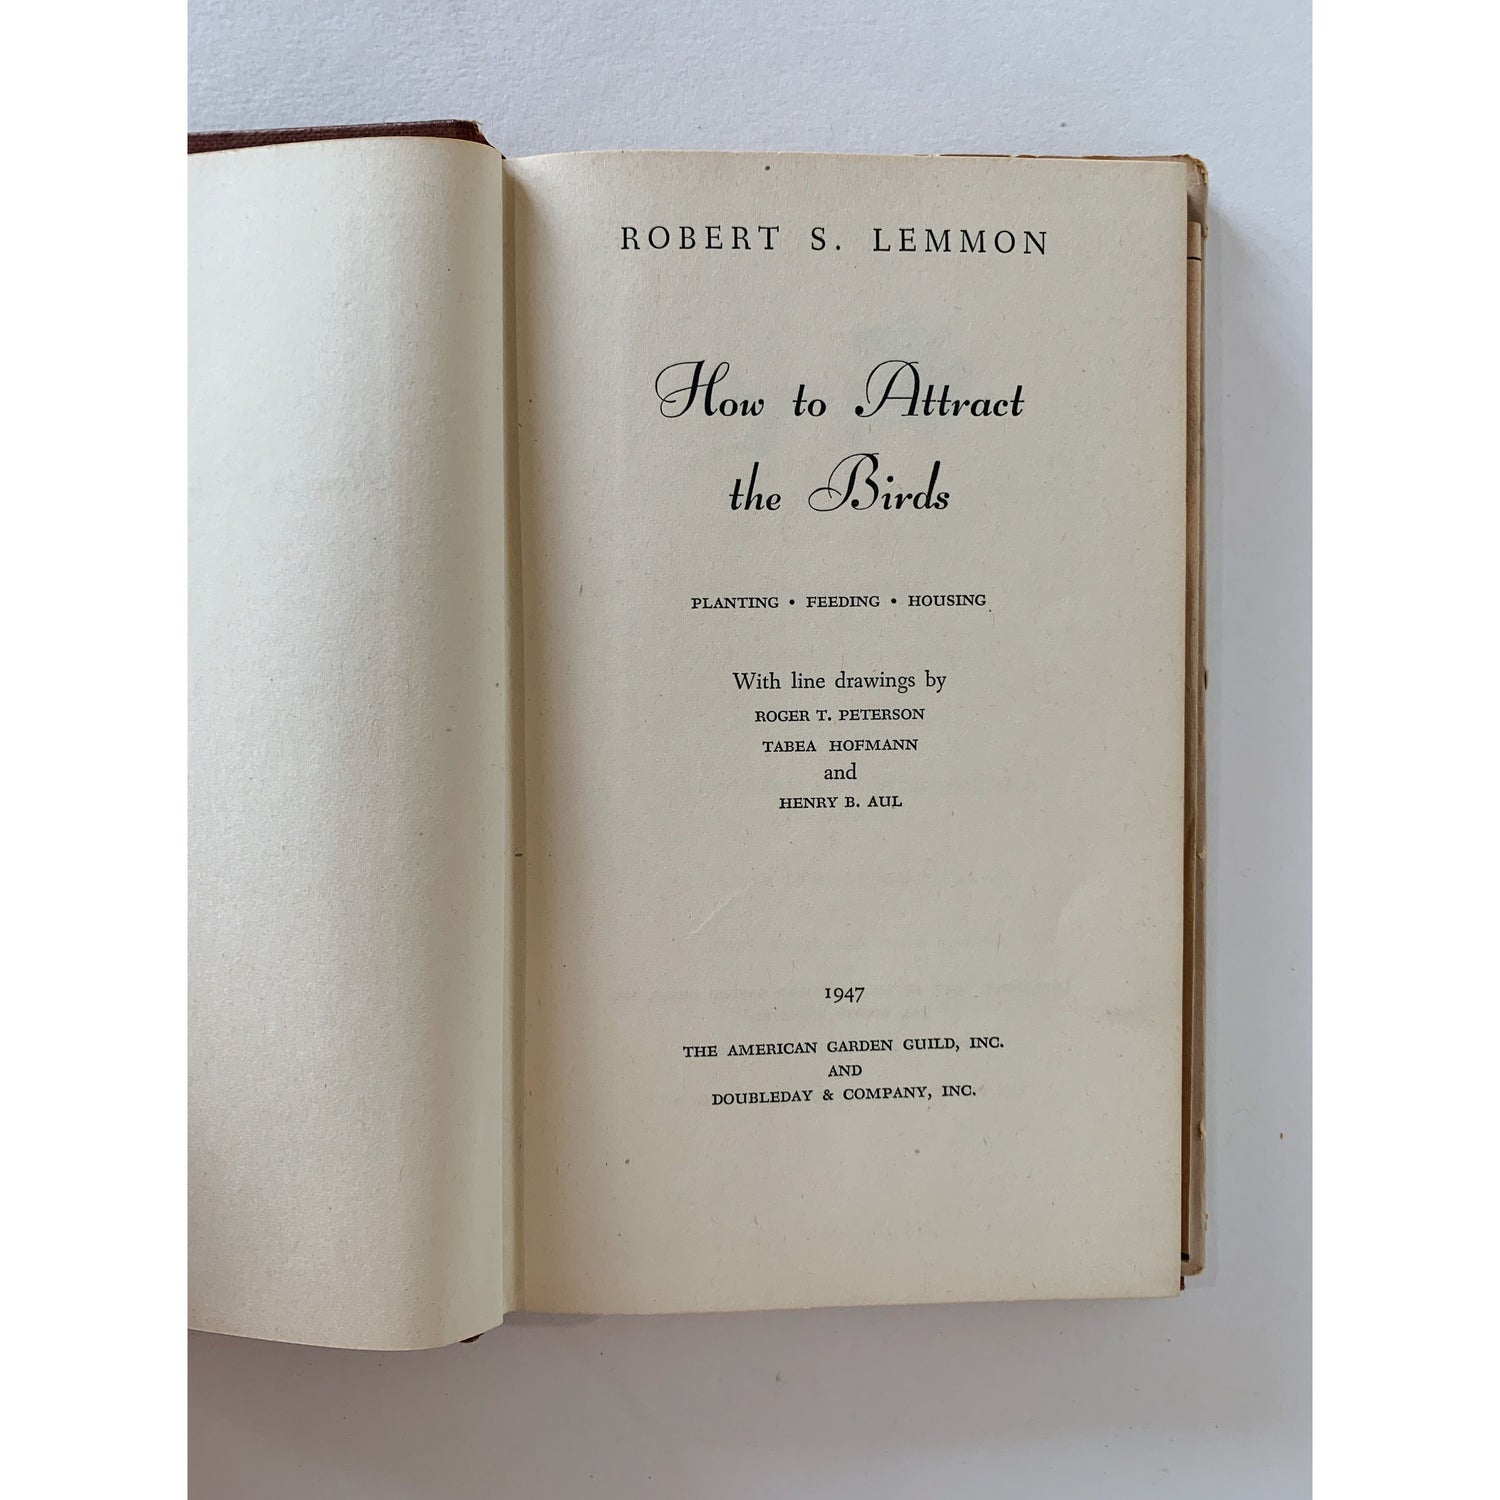 ROBERT S. LEMMON
How to Attract
the Birds
PLANTING • FEEDING • HOUSING
With line drawings by
ROGER T. PETERSON
TABEA HOFMANN
and
HENRY B. AUL
1947
THE AMERICAN GARDEN GUILD, INC.
AND
DOUBLEDAY & COMPANY, INC.